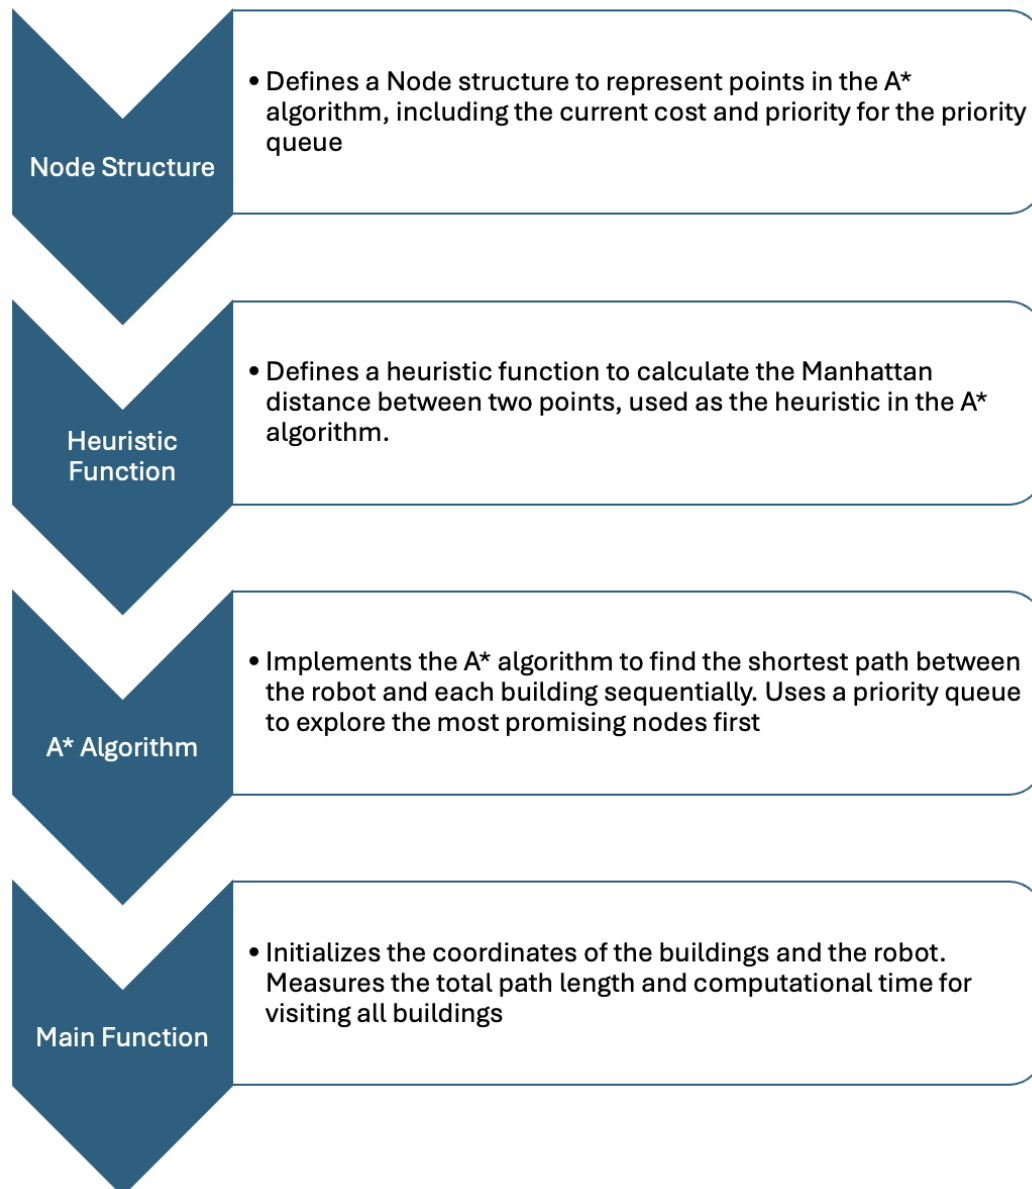 Node Structure
• Defines a Node structure to represent points in the A*
algorithm, including the current cost and priority for the priority
queue
Heuristic
Function
• Defines a heuristic function to calculate the Manhattan
distance between two points, used as the heuristic in the A*
algorithm.
A* Algorithm
• Implements the A* algorithm to find the shortest path between
the robot and each building sequentially. Uses a priority queue
to explore the most promising nodes first
Main Function
• Initializes the coordinates of the buildings and the robot.
Measures the total path length and computational time for
visiting all buildings